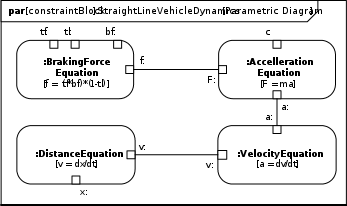 par [constraintBlock] StraightLineVehicleDynamics [Parametric Diagram]
tf: tl: bf: c
:BrakingForce
Equation
[f = (tf*bf)*(1-tl)]
f:
F:
:Accelleration
Equation
[F =ma]
a:
a:
:DistanceEquation
[v = dx/dt]
v:
v:
:VelocityEquation
[a = dv/dt]
x: